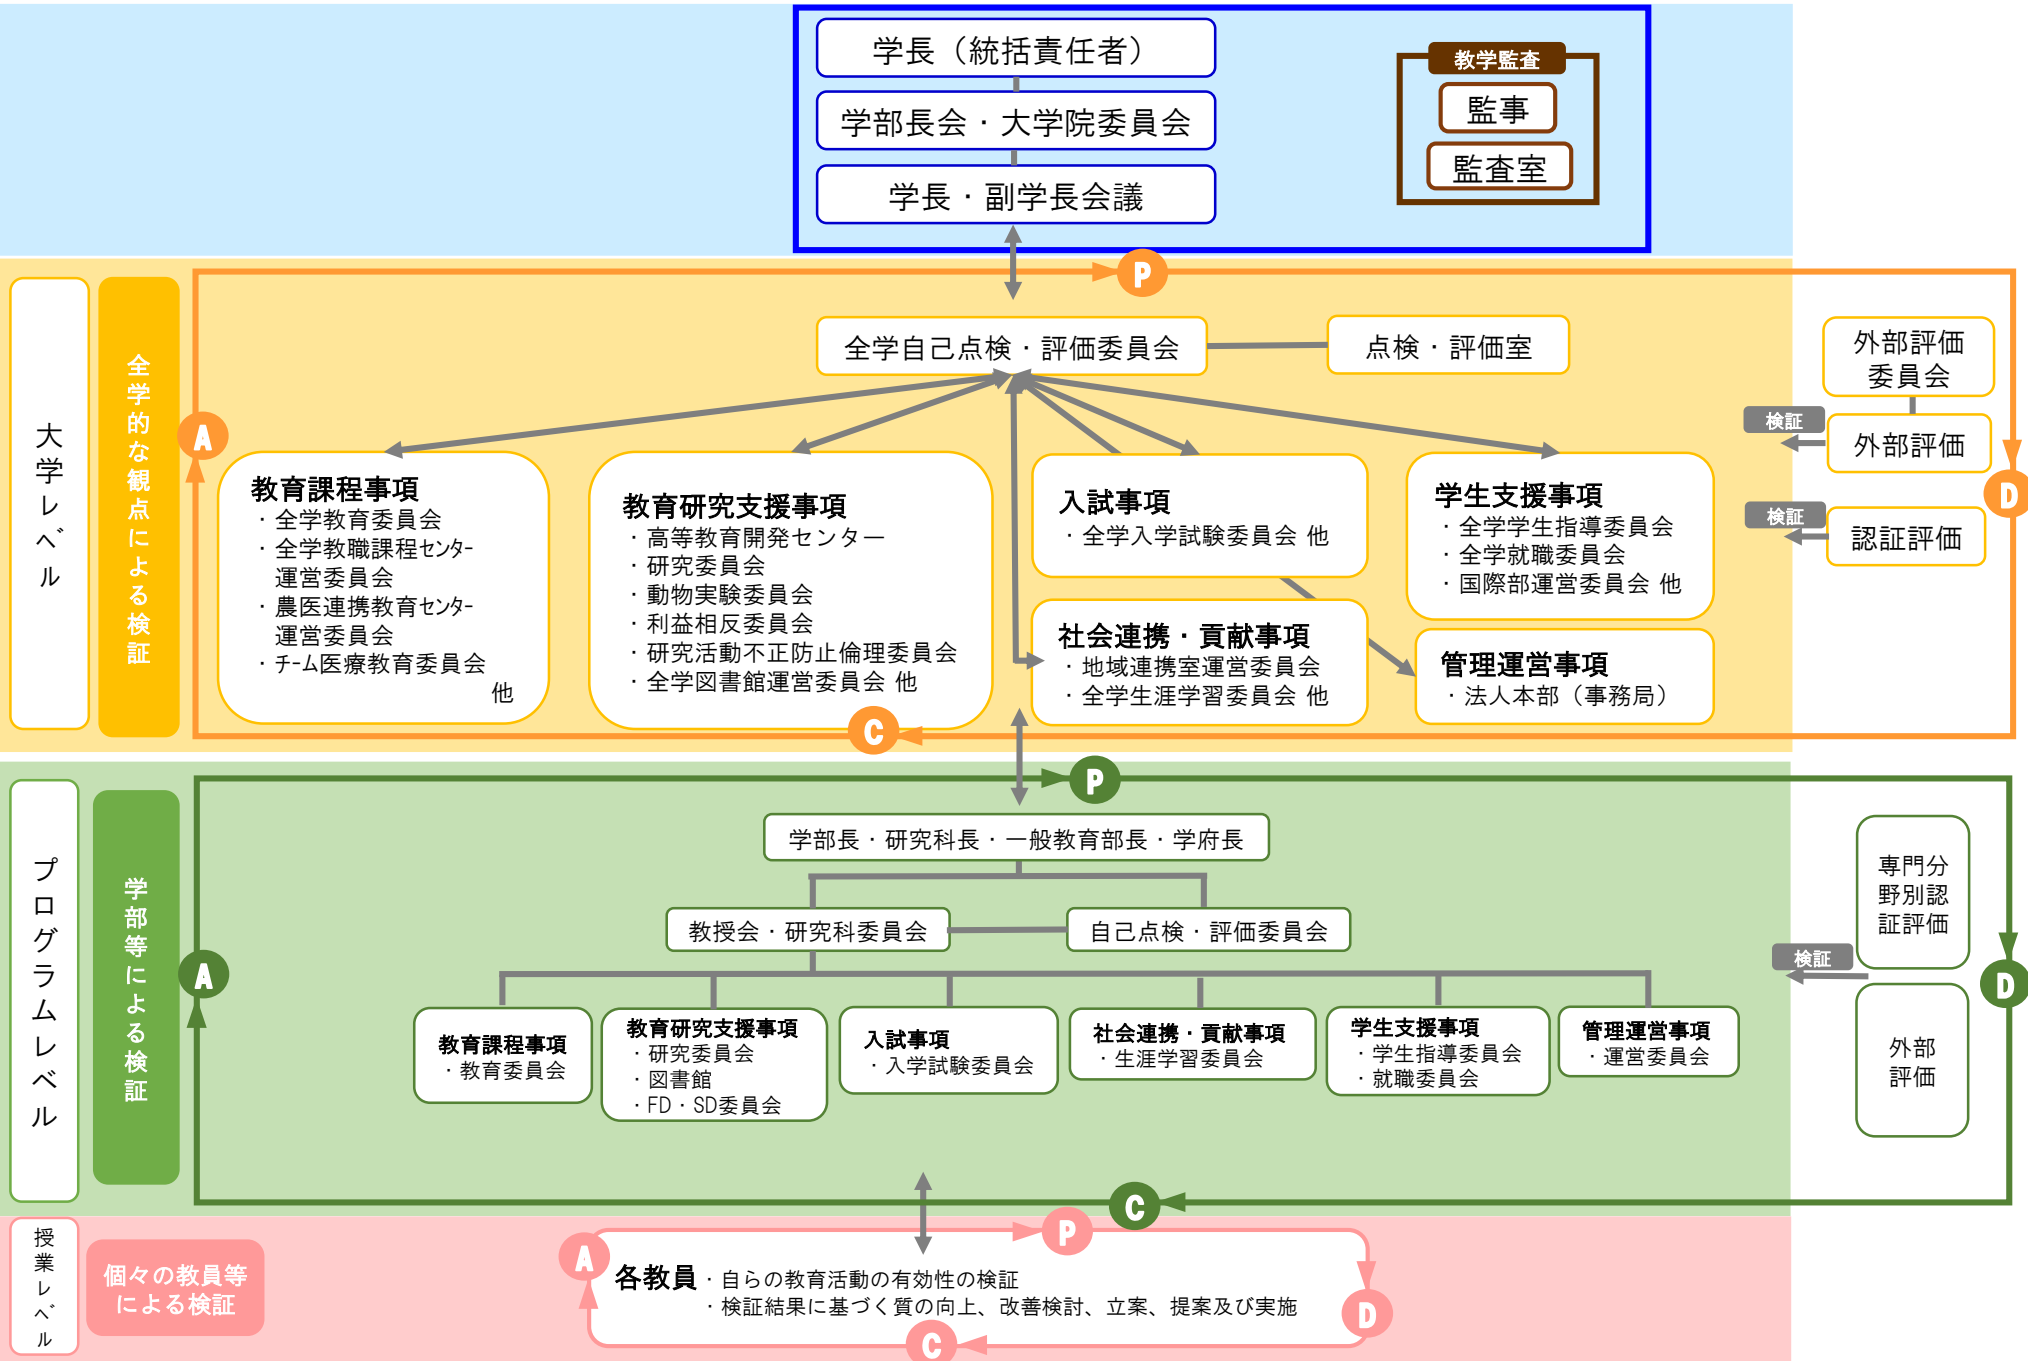 学長（統括責任者）
学部長会・大学院委員会
学長・副学長会議
教学監査
監事
監査室
大学レベル
全学的な観点による検証
P
A
D
C
全学自己点検・評価委員会
点検・評価室
外部評価
委員会
検証
外部評価
検証
認証評価
教育課程事項
・全学教育委員会
・全学教職課程ｾﾝﾀｰ
運営委員会
・農医連携教育ｾﾝﾀｰ
運営委員会
・ﾁｰﾑ医療教育委員会
他
教育研究支援事項
・高等教育開発センター
・研究委員会
・動物実験委員会
・利益相反委員会
・研究活動不正防止倫理委員会
・全学図書館運営委員会 他
入試事項
・全学入学試験委員会 他
社会連携・貢献事項
・地域連携室運営委員会
・全学生涯学習委員会 他
学生支援事項
・全学学生指導委員会
・全学就職委員会
・国際部運営委員会 他
管理運営事項
・法人本部（事務局）
プログラムレベル
学部等による検証
P
A
D
C
学部長・研究科長・一般教育部長・学府長
教授会・研究科委員会
自己点検・評価委員会
教育課程事項
・教育委員会
教育研究支援事項
・研究委員会
・図書館
・FD・SD委員会
入試事項
・入学試験委員会
社会連携・貢献事項
・生涯学習委員会
学生支援事項
・学生指導委員会
・就職委員会
管理運営事項
・運営委員会
専門分
野別認
証評価
検証
外部
評価
授業レベル
個々の教員等
による検証
P
A
D
C
各教員 ・自らの教育活動の有効性の検証
・検証結果に基づく質の向上、改善検討、立案、提案及び実施